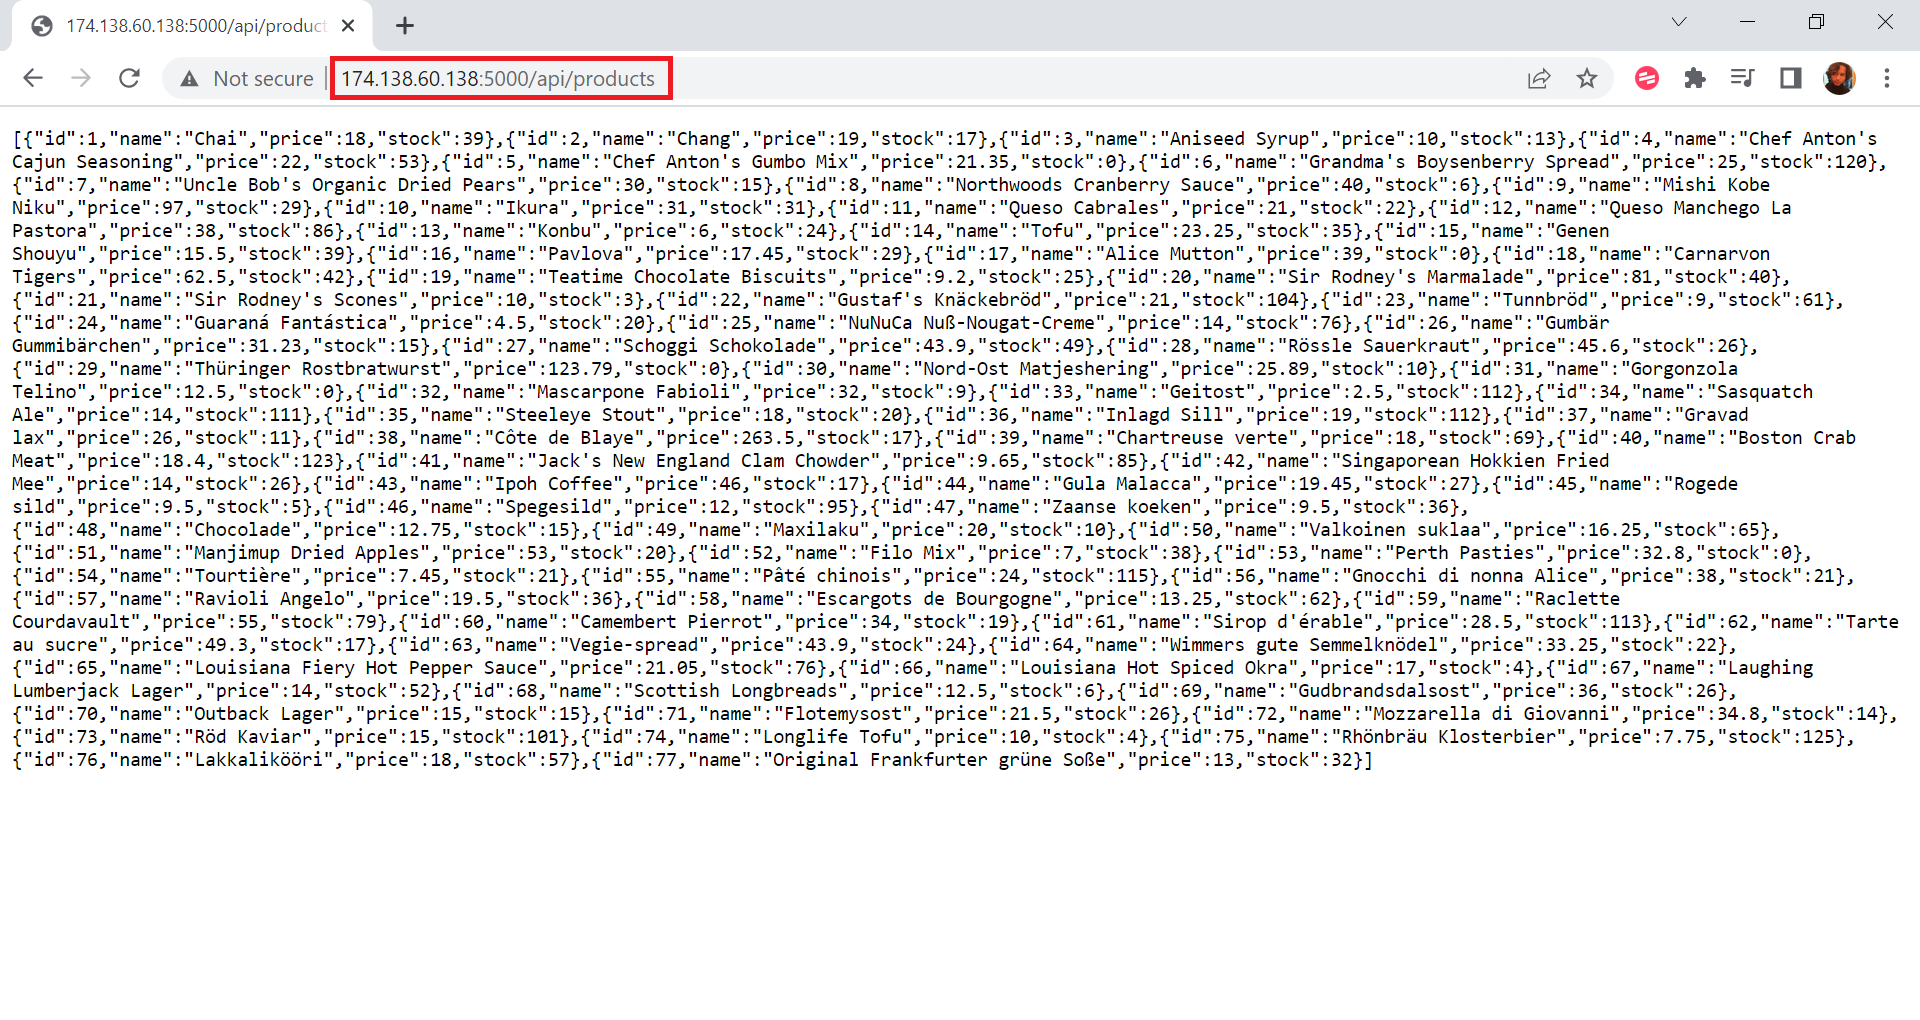 174.138.60.138:5000/api/product
Not secure
174.138.60.138:5000/api/products
[{"id":1,"name":"Chai","price":18,"stock":39},{"id":2,"name":"Chang","price":19,"stock":17},{"id":3,"name":"Aniseed Syrup","price":10,"stock":13},{"id":4,"name":"Chef Anton's
Cajun Seasoning","price":22,"stock":53},{"id":5,"name":"Chef Anton's Gumbo Mix","price":21.35,"stock":0},{"id":6,"name":"Grandma's Boysenberry Spread","price":25,"stock":120},
{"id":7,"name":"Uncle Bob's Organic Dried Pears","price":30,"stock":15},{"id":8,"name":"Northwoods Cranberry Sauce","price":40,"stock":6},{"id":9,"name":"Mishi Kobe
Niku","price":97,"stock":29},{"id":10,"name":"Ikura","price":31,"stock":31},{"id":11,"name":"Queso Cabrales","price":21,"stock":22},{"id":12,"name":"Queso Manchego La
Pastora","price":38,"stock":86},{"id":13,"name":"Konbu","price":6,"stock":24},{"id":14,"name":"Tofu","price":23.25,"stock":35},{"id":15,"name":"Genen
Shouyu","price":15.5,"stock":39},{"id":16,"name":"Pavlova","price":17.45,"stock":29},{"id":17,"name":"Alice Mutton","price":39,"stock":0},{"id":18,"name":"Carnarvon
Tigers","price":62.5,"stock":42},{"id":19,"name":"Teatime Chocolate Biscuits","price":9.2,"stock":25},{"id":20,"name":"Sir Rodney's Marmalade","price":81,"stock":40},
{"id":21,"name":"Sir Rodney's Scones","price":10,"stock":3},{"id":22,"name":"Gustaf's Knäckebröd","price":21,"stock":104},{"id":23,"name":"Tunnbröd","price":9,"stock":61},
{"id":24,"name":"Guaraná Fantástica","price":4.5,"stock":20},{"id":25,"name":"NuNuCa Nuß-Nougat-Creme","price":14,"stock":76},{"id":26,"name":"Gumbär
Gummibärchen","price":31.23,"stock":15},{"id":27,"name":"Schoggi Schokolade","price":43.9,"stock":49},{"id":28,"name":"Rössle Sauerkraut","price":45.6,"stock":26},
{"id":29,"name":"Thüringer Rostbratwurst","price":123.79,"stock":0},{"id":30,"name":"Nord-Ost Matjeshering","price":25.89,"stock":10},{"id":31,"name":"Gorgonzola
Telino","price":12.5,"stock":0},{"id":32,"name":"Mascarpone Fabioli","price":32,"stock":9},{"id":33,"name":"Geitost","price":2.5,"stock":112},{"id":34,"name":"Sasquatch
Ale","price":14,"stock":111},{"id":35,"name":"Steeleye Stout","price":18,"stock":20},{"id":36,"name":"Inlagd Sill","price":19,"stock":112},{"id":37,"name":"Gravad
lax","price":26,"stock":11},{"id":38,"name":"Côte de Blaye","price":263.5,"stock":17},{"id":39,"name":"Chartreuse verte","price":18,"stock":69},{"id":40,"name":"Boston Crab
Meat","price":18.4,"stock":123},{"id":41,"name":"Jack's New England Clam Chowder","price":9.65,"stock":85},{"id":42,"name":"Singaporean Hokkien Fried
Mee","price":14,"stock":26},{"id":43,"name":"Ipoh Coffee","price":46,"stock":17},{"id":44,"name":"Gula Malacca","price":19.45,"stock":27},{"id":45,"name":"Rogede
sild","price":9.5,"stock":5},{"id":46,"name":"Spegesild","price":12,"stock":95},{"id":47,"name":"Zaanse koeken","price":9.5,"stock":36},
{"id":48,"name":"Chocolade","price":12.75,"stock":15},{"id":49,"name":"Maxilaku","price":20,"stock":10},{"id":50,"name":"Valkoinen suklaa","price":16.25,"stock":65},
{"id":51,"name":"Manjimup Dried Apples","price":53,"stock":20},{"id":52,"name":"Filo Mix","price":7,"stock":38},{"id":53,"name":"Perth Pasties","price":32.8,"stock":0},
{"id":54,"name":"Tourtière","price":7.45,"stock":21},{"id":55,"name":"Pâté chinois","price":24,"stock":115},{"id":56,"name":"Gnocchi di nonna Alice","price":38,"stock":21},
{"id":57,"name":"Ravioli Angelo","price":19.5,"stock":36},{"id":58,"name":"Escargots de Bourgogne","price":13.25,"stock":62},{"id":59,"name":"Raclette
Courdavault","price":55,"stock":79},{"id":60,"name":"Camembert Pierrot","price":34,"stock":19},{"id":61,"name":"Sirop d'érable","price":28.5,"stock":113},{"id":62,"name":"Tarte
au sucre","price":49.3,"stock":17},{"id":63,"name":"Vegie-spread","price":43.9,"stock":24},{"id":64,"name":"Wimmers gute Semmelknödel","price":33.25,"stock":22},
{"id":65,"name":"Louisiana Fiery Hot Pepper Sauce","price":21.05,"stock":76},{"id":66,"name":"Louisiana Hot Spiced Okra","price":17,"stock":4},{"id":67,"name":"Laughing
Lumberjack Lager","price":14,"stock":52},{"id":68,"name":"Scottish Longbreads","price":12.5,"stock":6},{"id":69,"name":"Gudbrandsdalsost","price":36,"stock":26},
{"id":70,"name":"Outback Lager","price":15,"stock":15},{"id":71,"name":"Flotemysost","price":21.5,"stock":26},{"id":72,"name":"Mozzarella di Giovanni","price":34.8,"stock":14},
{"id":73,"name":"Röd Kaviar","price":15,"stock":101},{"id":74,"name":"Longlife Tofu","price":10,"stock":4},{"id":75,"name":"Rhönbräu Klosterbier","price":7.75,"stock":125},
{"id":76,"name":"Lakkalikööri","price":18,"stock":57},{"id":77,"name":"Original Frankfurter grüne Soße","price":13,"stock":32}]